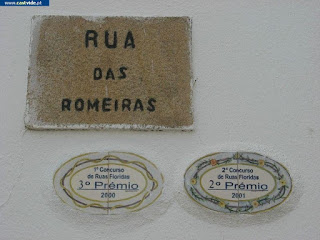 www.castvide.pt
RUA
DAS
ROMEIRAS
1º Concurso
de Ruas Floridas
3º Prémio
2000
2º Concurso
de Ruas Floridas
2º Prémio
2001